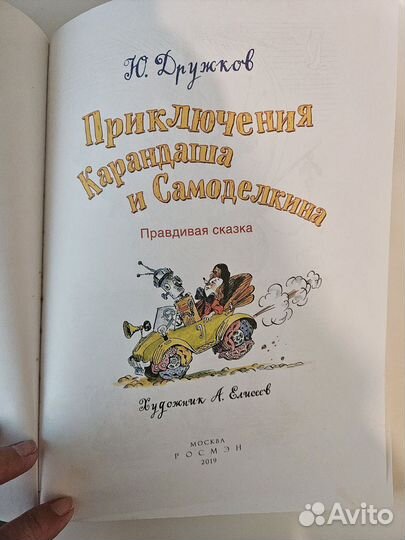 Ю. Дружков
Приключения
Карандаша
и Самоделкина
Правдивая сказка
Художник А. Елисеев
МОСКВА
РОСМЭН
2019
Avito